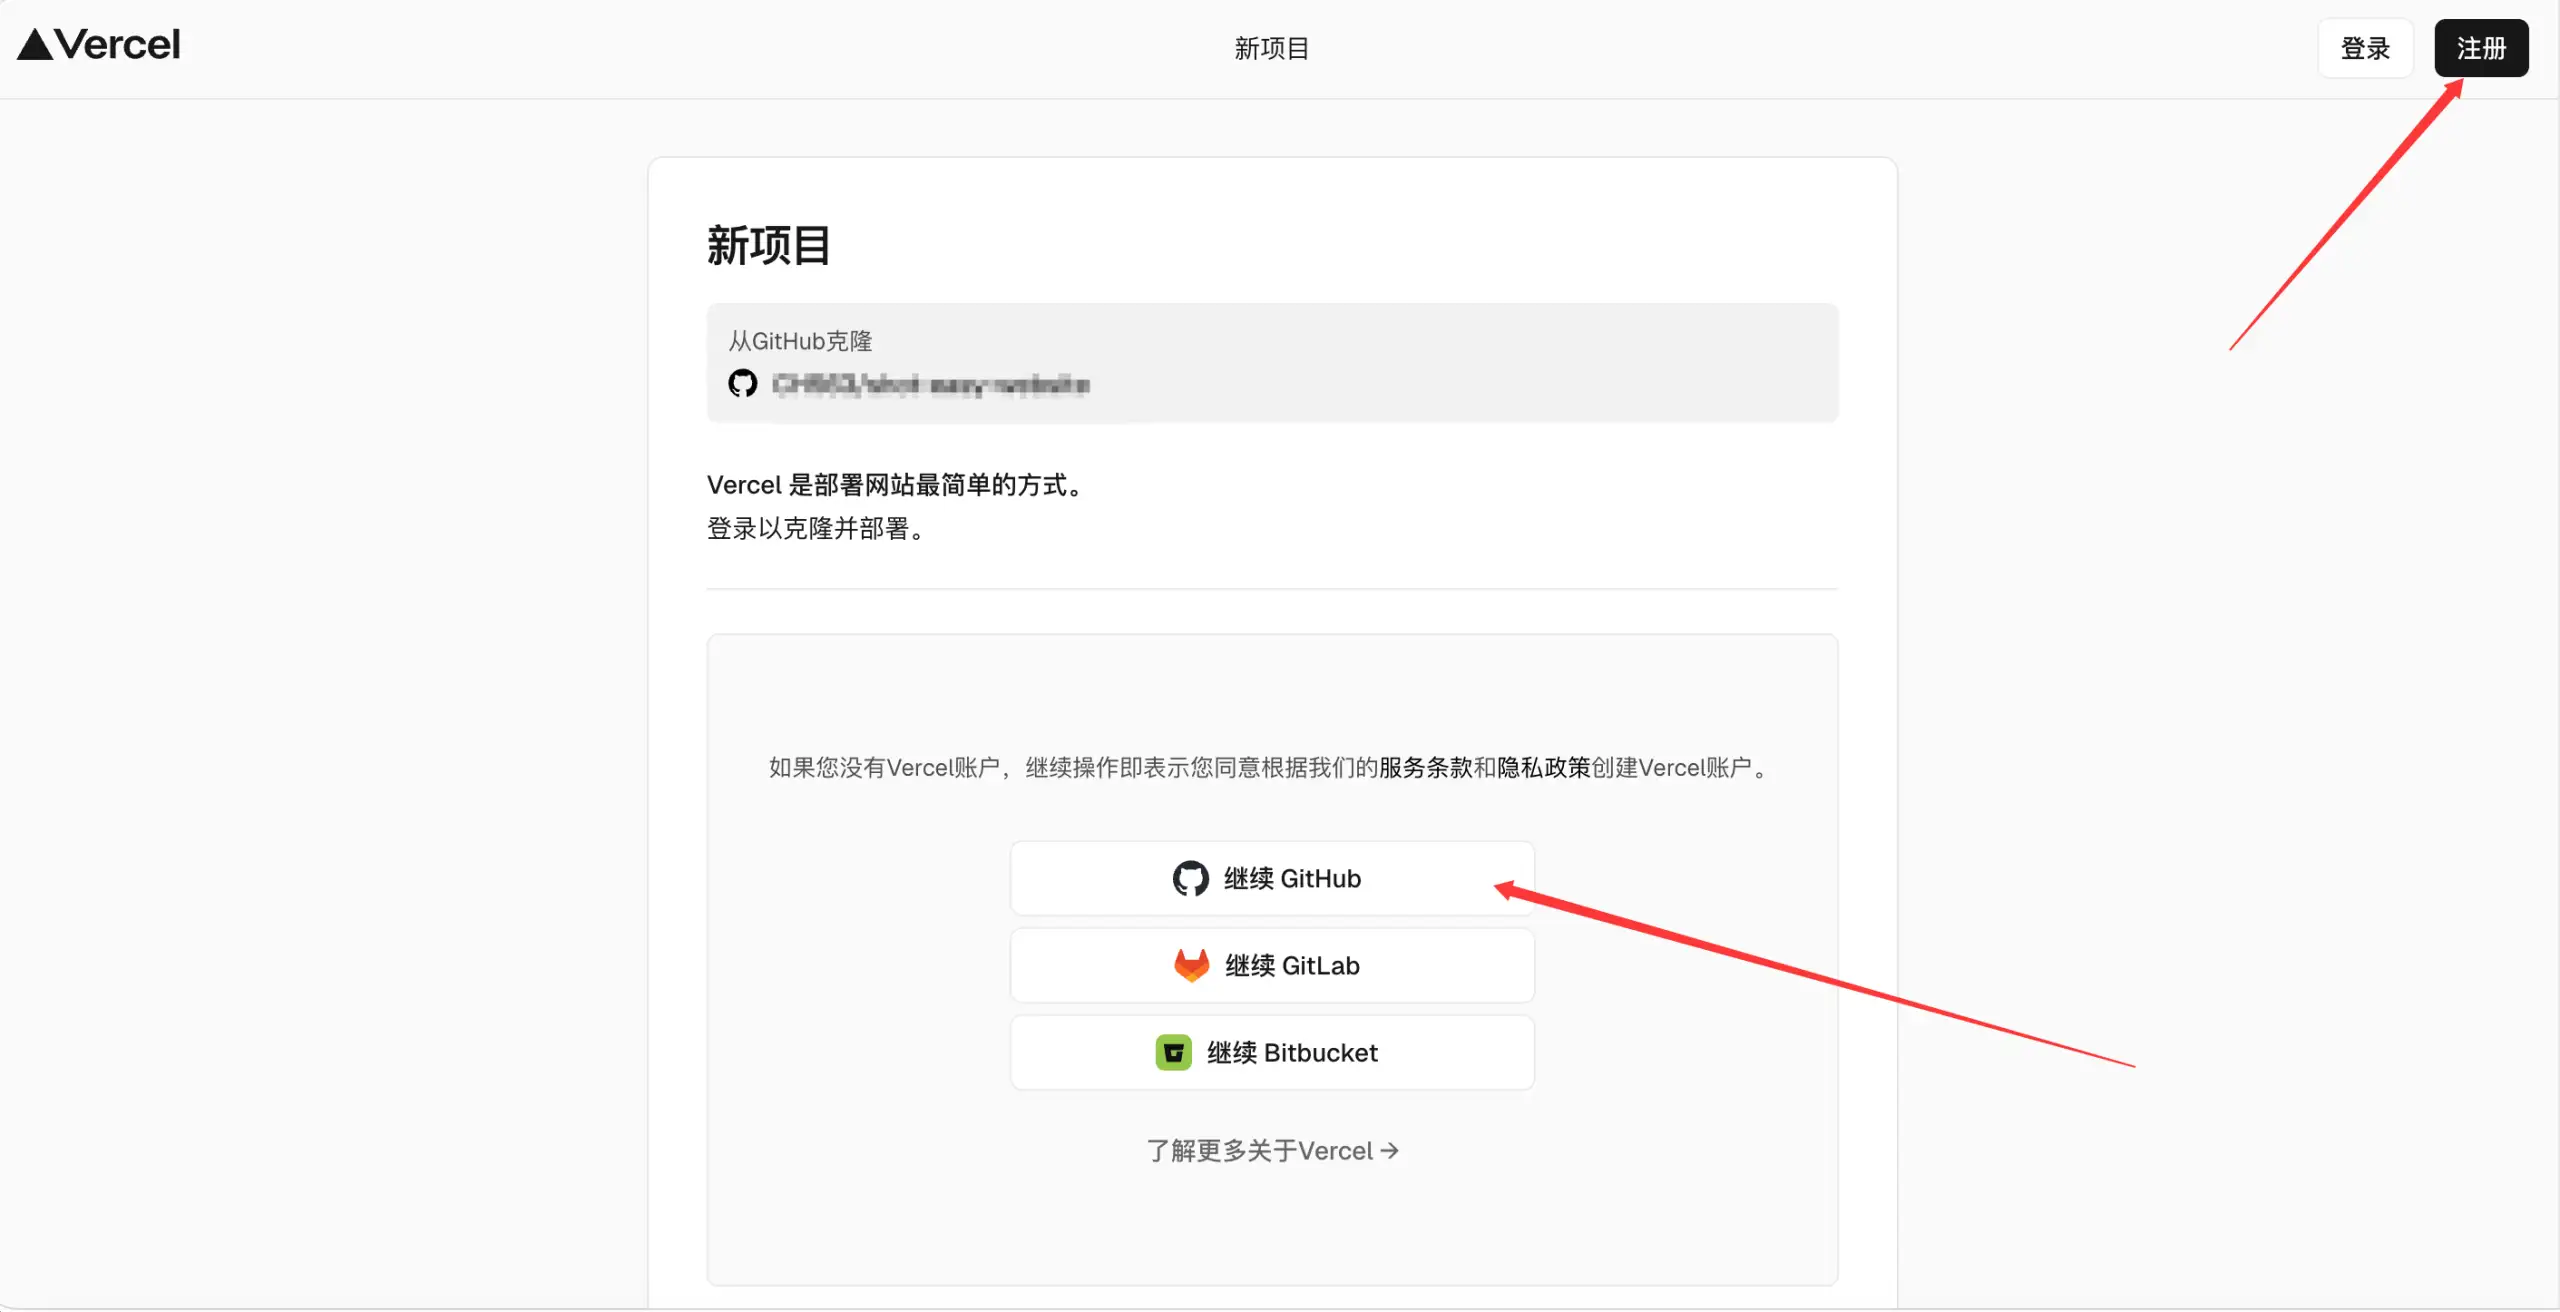 Vercel
新项目
登录
注册
新项目
从GitHub克隆
Vercel 是部署网站最简单的方式。
登录以克隆并部署。
如果您没有Vercel账户，继续操作即表示您同意根据我们的服务条款和隐私政策创建Vercel账户。
继续 GitHub
继续 GitLab
继续 Bitbucket
了解更多关于Vercel →